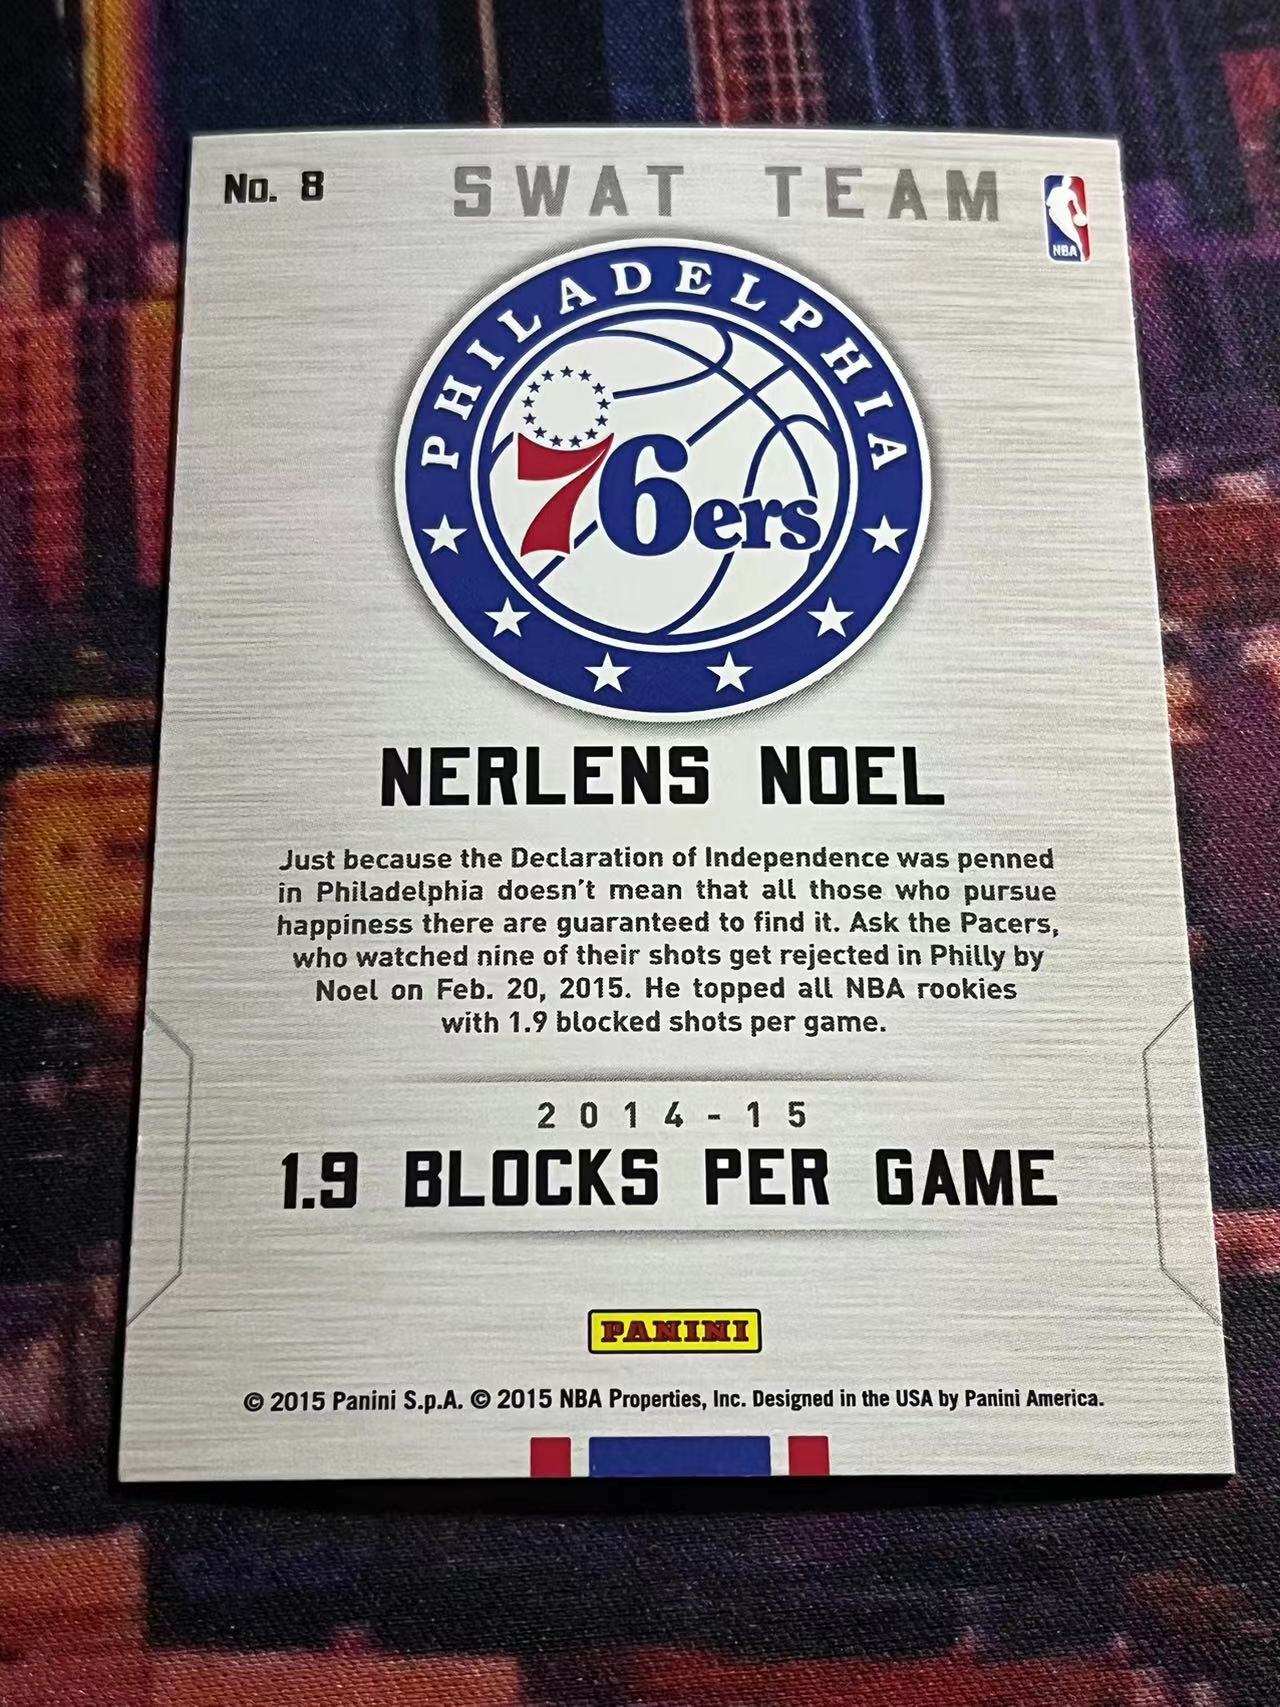 No. 8
SWAT TEAM
NBA
PHILADELPHIA
76ers
NERLENS NOEL
Just because the Declaration of Independence was penned
in Philadelphia doesn't mean that all those who pursue
happiness there are guaranteed to find it. Ask the Pacers,
who watched nine of their shots get rejected in Philly by
Noel on Feb. 20, 2015. He topped all NBA rookies
with 1.9 blocked shots per game.
2014-15
1.9 BLOCKS PER GAME
PANINI
© 2015 Panini S.p.A. © 2015 NBA Properties, Inc. Designed in the USA by Panini America.